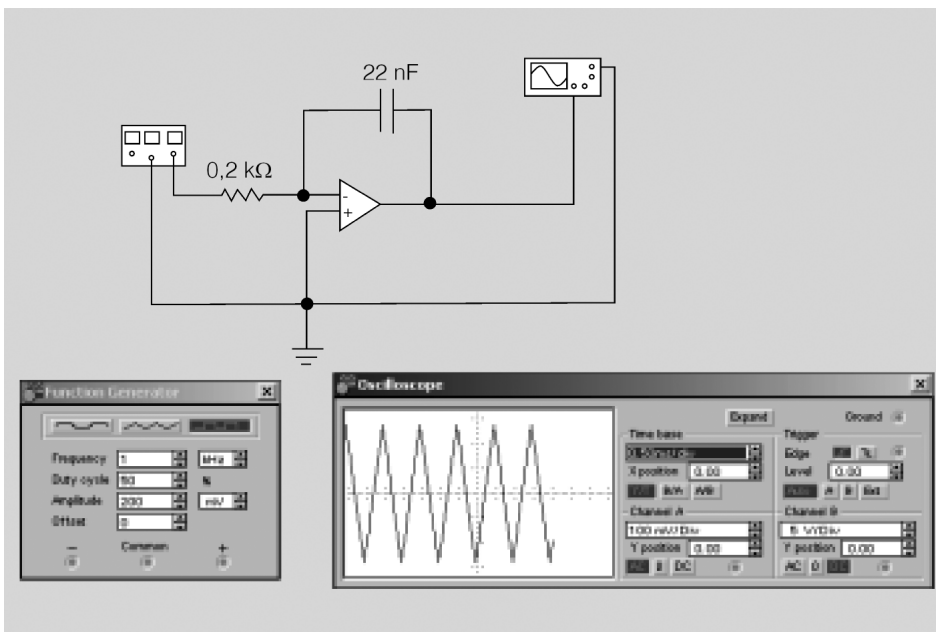 22 nF
0,2 kΩ
-
+
Function Generator
Frequency 1 kHz
Duty cycle 50 %
Amplitude 200 mV
Offset 0
- Common +
Oscilloscope
Expand Ground
Time base
X position 0.00
B/A A/B
Trigger
Edge
Level 0.00
A B Ext
Channel A
100 mV/Div
Y position 0.00
AC 0 DC
Channel B
5 V/Div
Y position 0.00
AC 0 DC